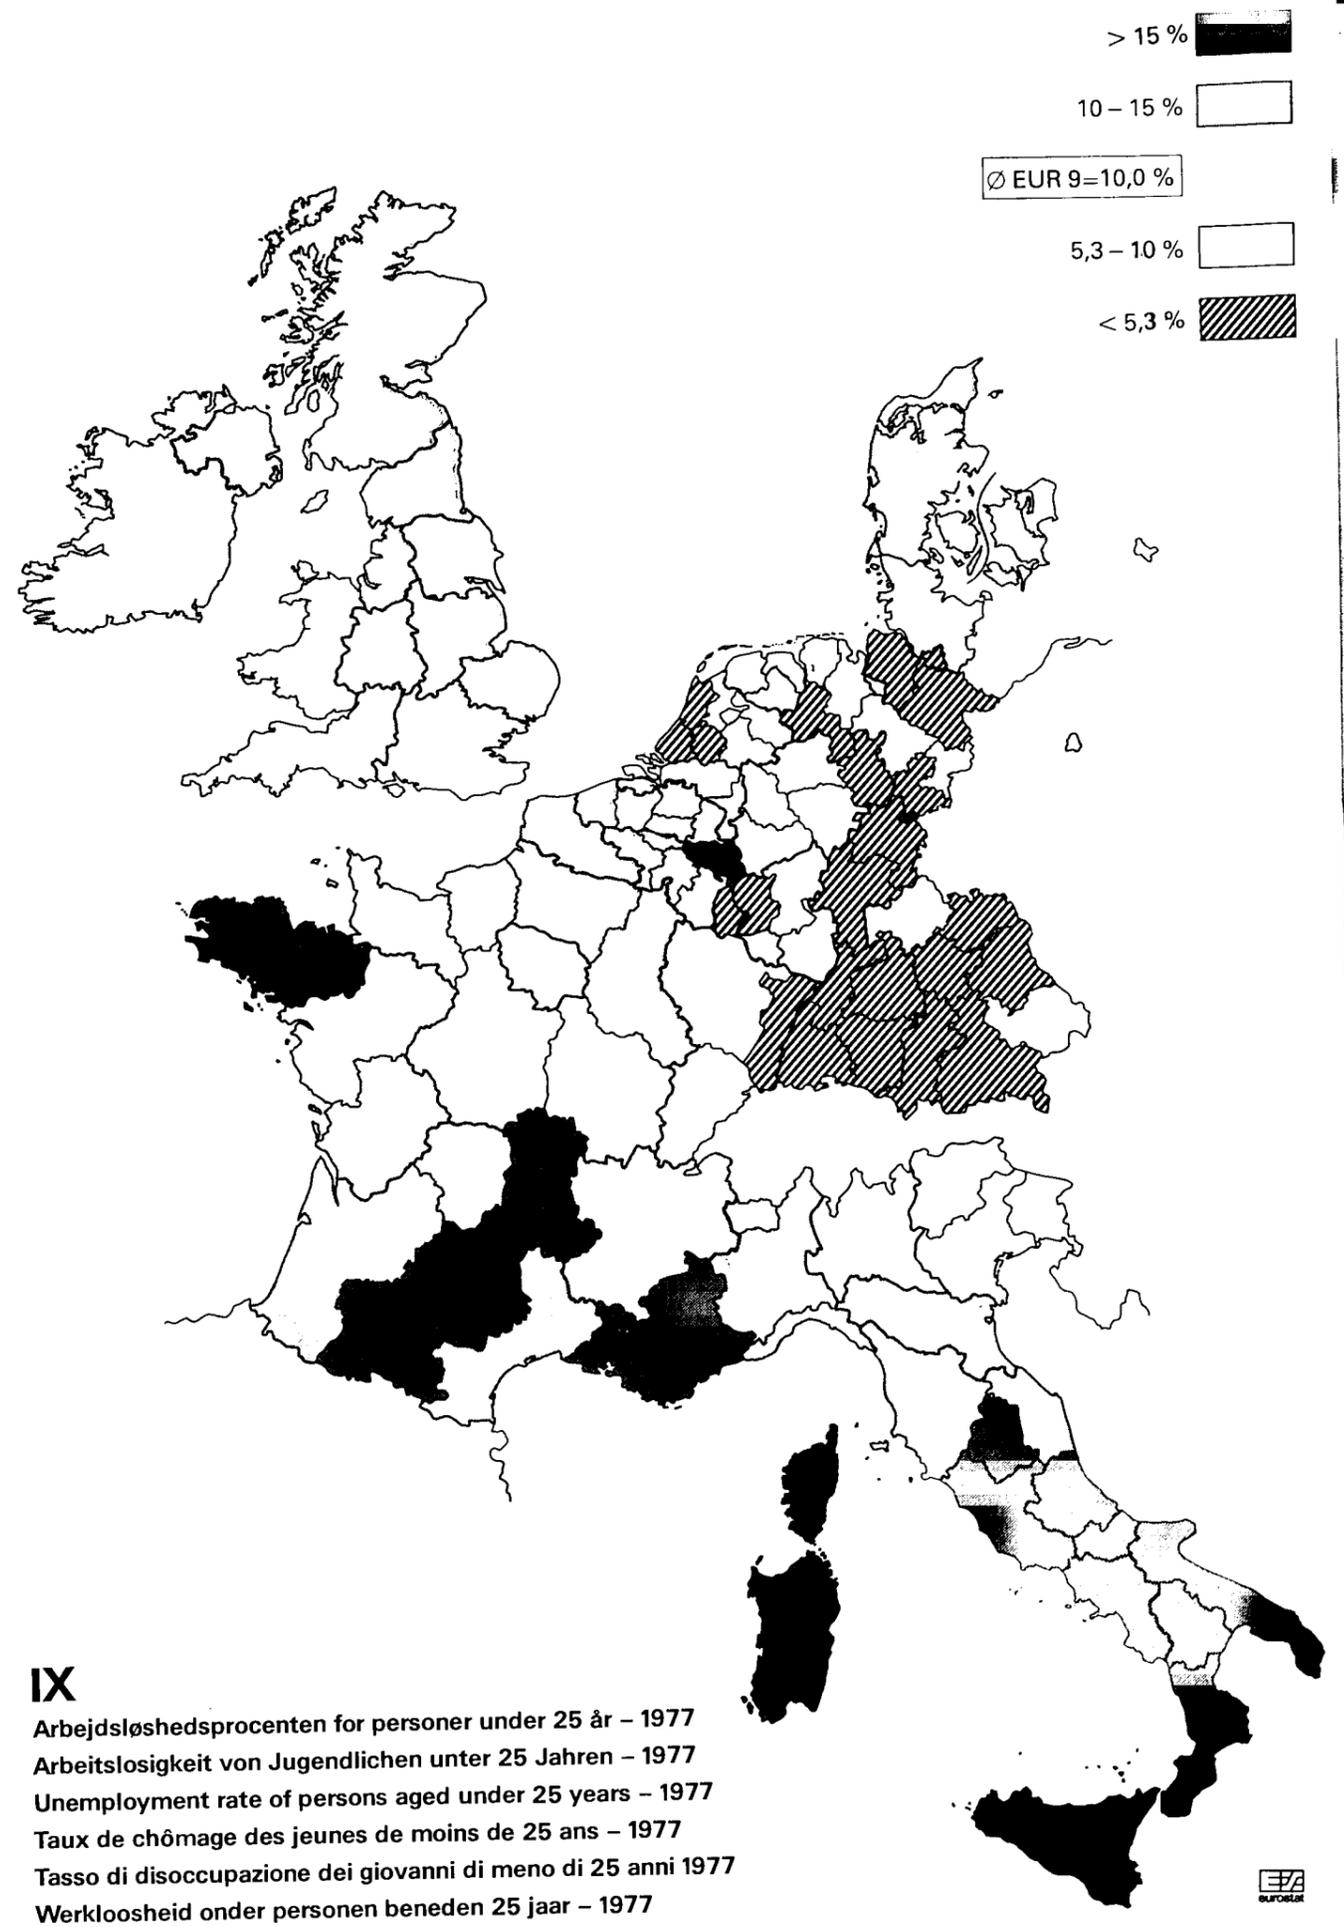 > 15 %
10 – 15 %
Ø EUR 9=10,0 %
5,3 – 10 %
< 5,3 %
IX
Arbejdsløshedsprocenten for personer under 25 år – 1977
Arbeitslosigkeit von Jugendlichen unter 25 Jahren – 1977
Unemployment rate of persons aged under 25 years – 1977
Taux de chômage des jeunes de moins de 25 ans – 1977
Tasso di disoccupazione dei giovanni di meno di 25 anni 1977
Werkloosheid onder personen beneden 25 jaar – 1977
eurostat